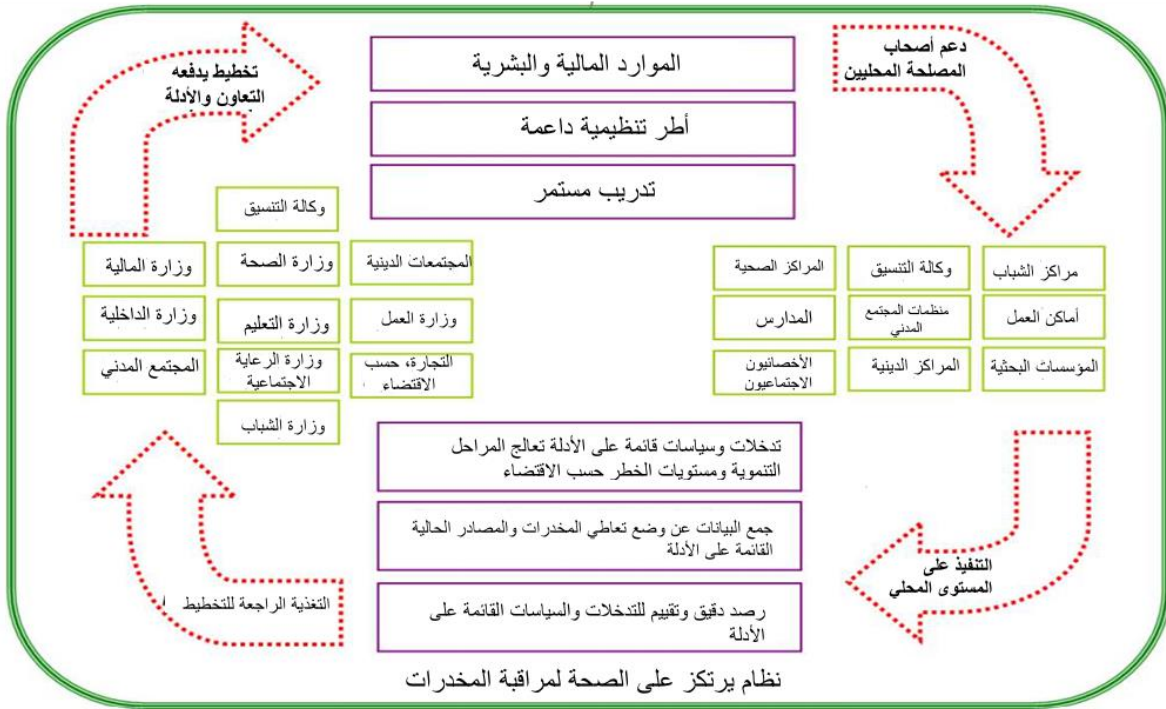 دعم أصحاب
المصلحة المحليين
الموارد المالية والبشرية
أطر تنظيمية داعمة
تدريب مستمر
تخطيط يدفعه
التعاون والأدلة
مراكز الشباب
وكالة التنسيق
المراكز الصحية
أماكن العمل
منظمات المجتمع
المدني
المدارس
المؤسسات البحثية
المراكز الدينية
الأخصائيون
الاجتماعيون
وكالة التنسيق
المجتمعات الدينية
وزارة الصحة
وزارة المالية
وزارة العمل
وزارة التعليم
وزارة الداخلية
التجارة، حسب
الاقتضاء
وزارة الرعاية
الاجتماعية
المجتمع المدني
وزارة الشباب
تدخلات وسياسات قائمة على الأدلة تعالج المراحل
التنموية ومستويات الخطر حسب الاقتضاء
جمع البيانات عن وضع تعاطي المخدرات والمصادر الحالية
القائمة على الأدلة
رصد دقيق وتقييم للتدخلات والسياسات القائمة على
الأدلة
التنفيذ على
المستوى المحلي
التغذية الراجعة للتخطيط
نظام يرتكز على الصحة لمراقبة المخدرات